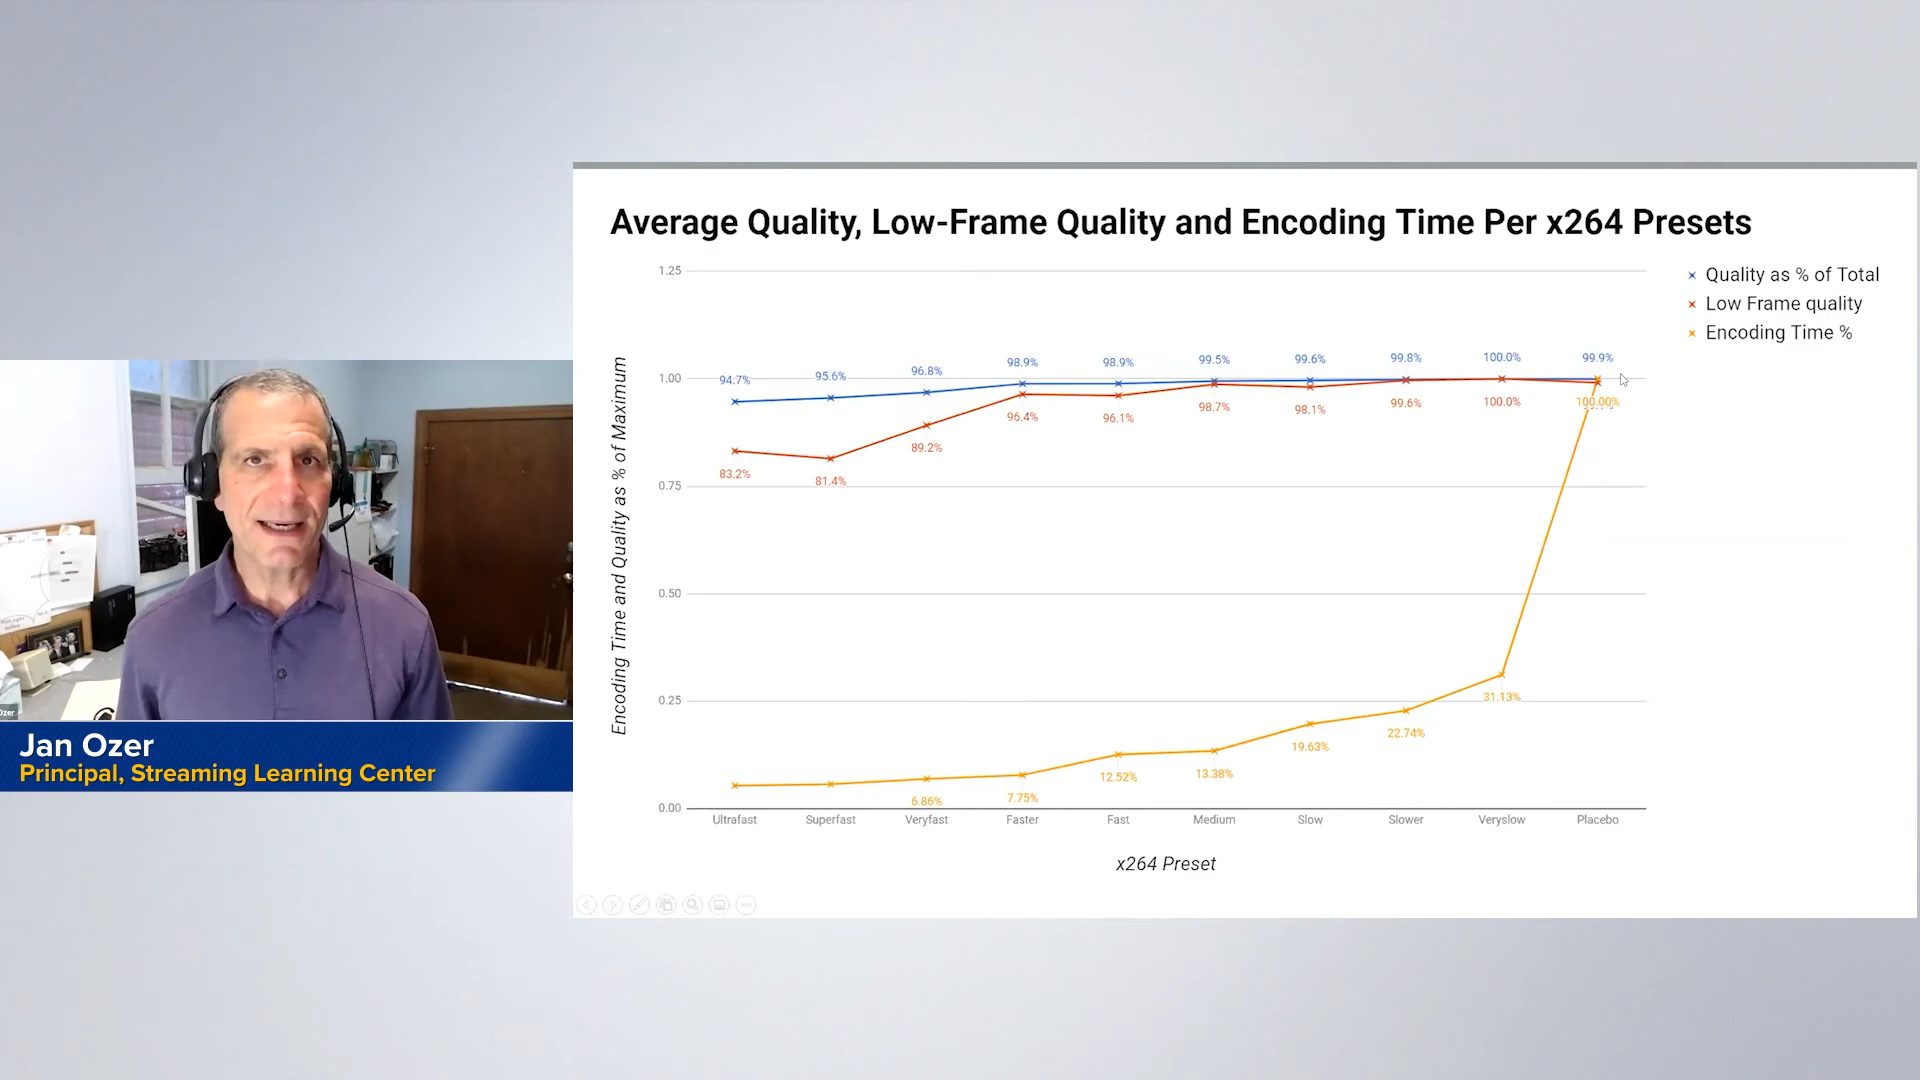 Average Quality, Low-Frame Quality and Encoding Time Per x264 Presets
Quality as % of Total
Low Frame quality
Encoding Time %
Encoding Time and Quality as % of Maximum
1.25
1.00
0.75
0.50
0.25
0.00
94.7% 95.6% 96.8% 98.9% 98.9% 99.5% 99.6% 99.8% 100.0% 99.9%
83.2% 81.4% 89.2% 96.4% 96.1% 98.7% 98.1% 99.6% 100.0%
6.86% 7.75% 12.52% 13.38% 19.63% 22.74% 31.13% 100.00%
Ultrafast Superfast Veryfast Faster Fast Medium Slow Slower Veryslow Placebo
x264 Preset
Ozer
Jan Ozer
Principal, Streaming Learning Center